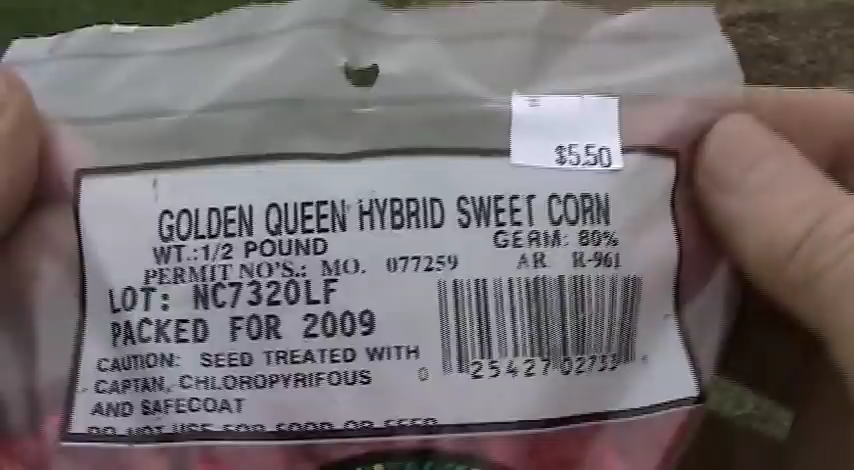 $5.50
GOLDEN QUEEN HYBRID SWEET CORN
WT.:1/2 POUND GERM: 80%
PERMIT NO'S.: MO. 077259 AR R-961
LOT: NC7320LF
PACKED FOR 2009
CAUTION: SEED TREATED WITH
CAPTAN, CHLOROPYRIFOUS
AND SAFECOAT
0 25427 02733
DO NOT USE FOR FOOD OR FEED